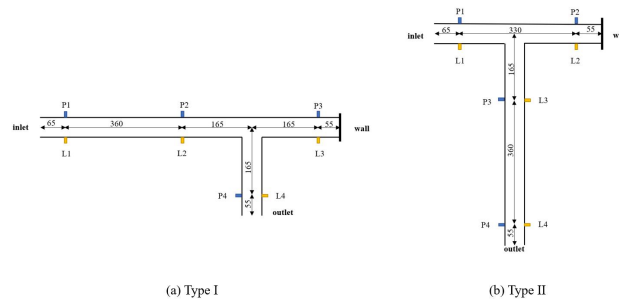 P1
P2
P3
inlet
65
360
165
165
55
wall
L1
L2
L3
165
P4
L4
55
outlet
(a) Type I
P1
P2
inlet
65
330
55
w
L1
L2
165
P3
L3
360
P4
L4
55
outlet
(b) Type II